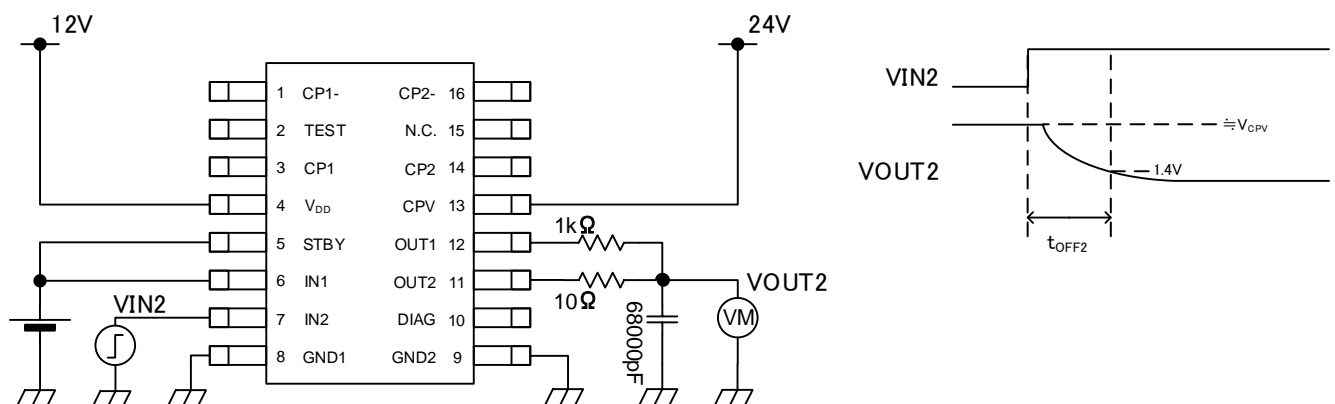 12V
24V
1 CP1-
CP2- 16
2 TEST
N.C. 15
3 CP1
CP2 14
4 VDD
CPV 13
5 STBY
OUT1 12
1kΩ
6 IN1
OUT2 11
10Ω
VOUT2
VIN2
7 IN2
DIAG 10
68000pF
VM
8 GND1
GND2 9
VIN2
≒VCPV
VOUT2
1.4V
tOFF2